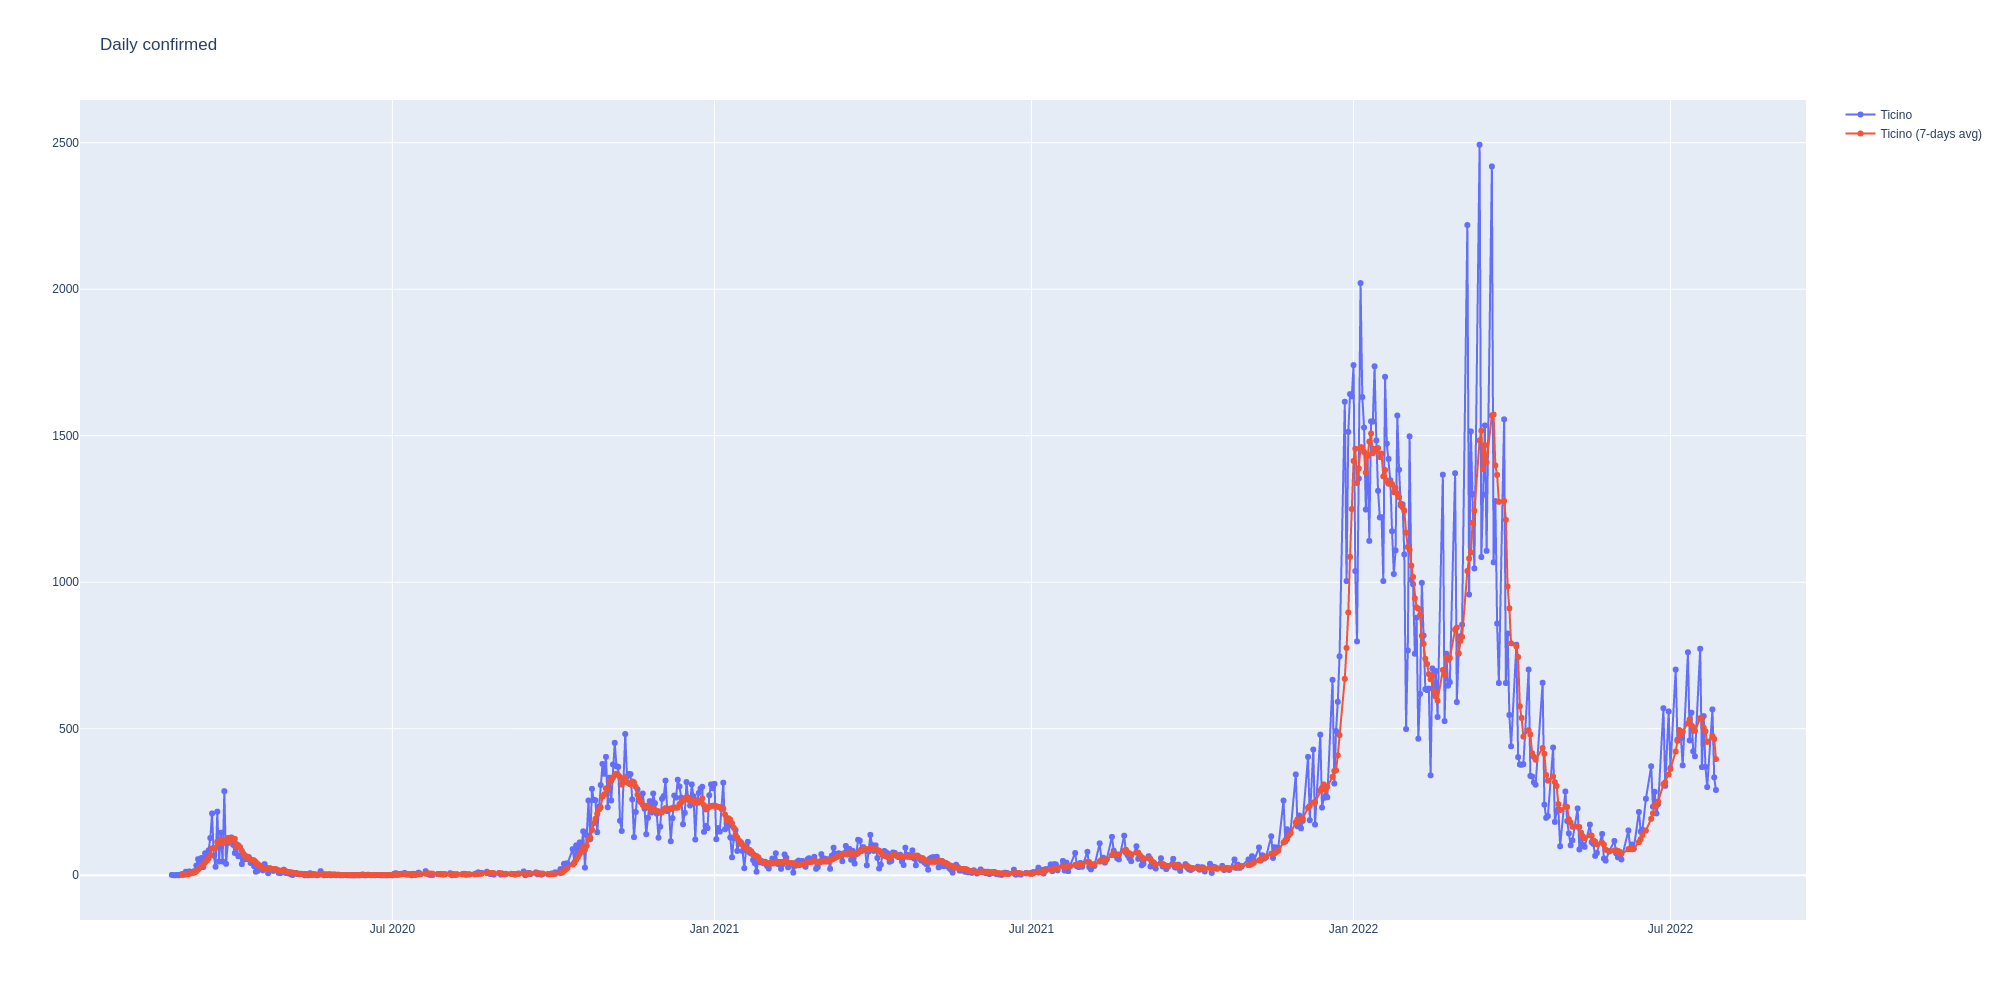 Daily confirmed
Ticino
Ticino (7-days avg)
2500
2000
1500
1000
500
0
Jul 2020
Jan 2021
Jul 2021
Jan 2022
Jul 2022